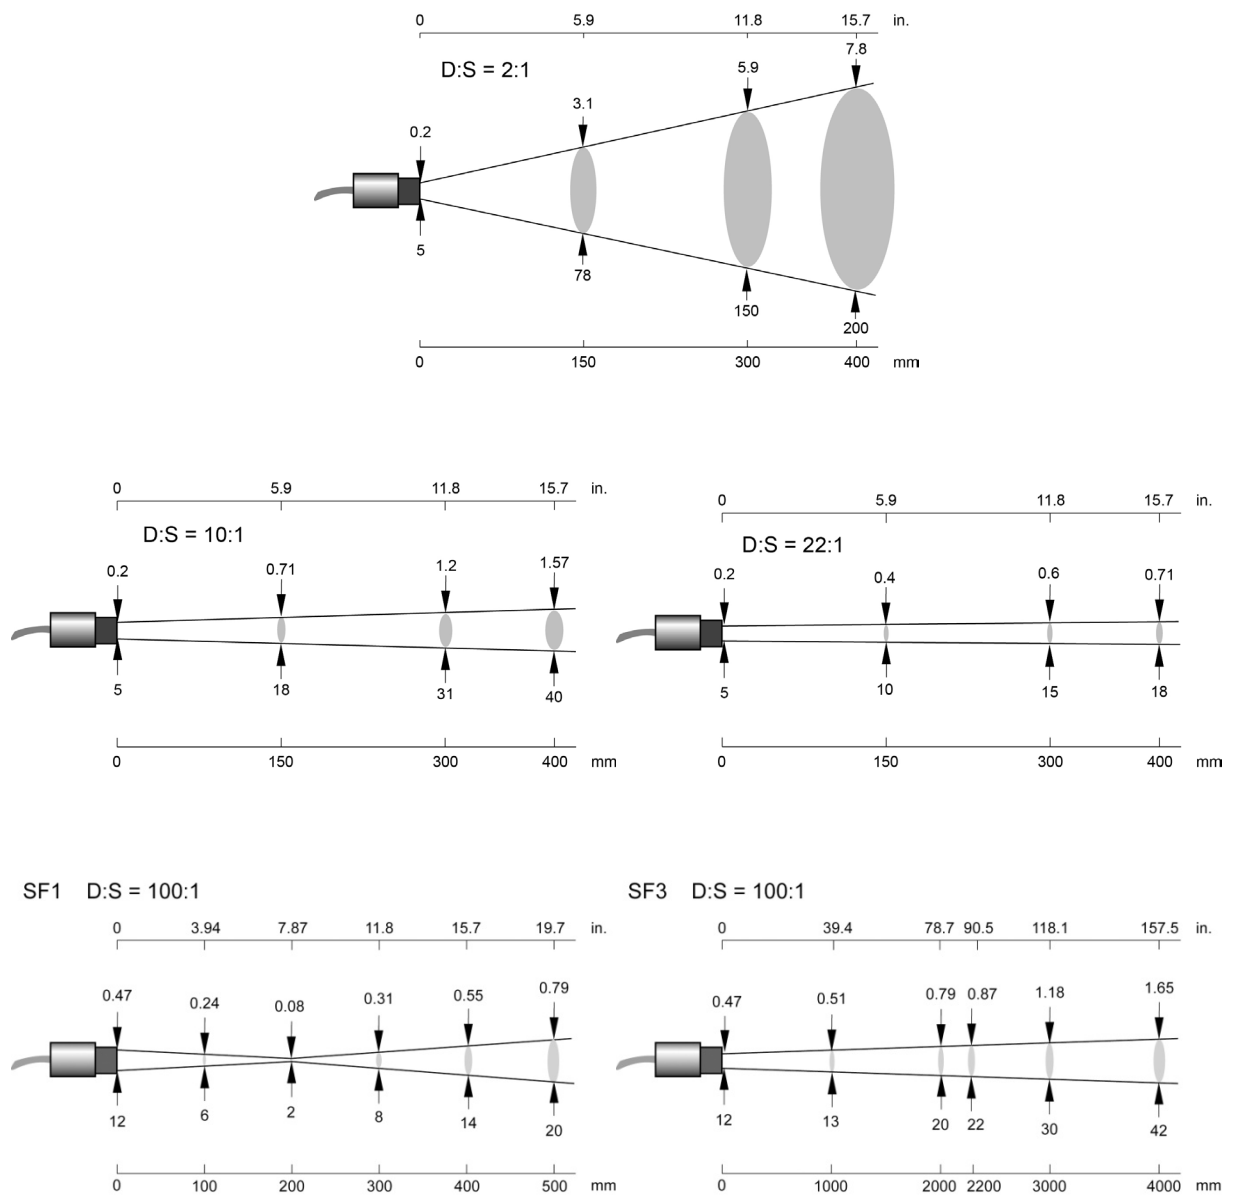 0 5.9 11.8 15.7 in.
7.8
D:S = 2:1
5.9
3.1
0.2
5
78
150
200
0 150 300 400 mm
0 5.9 11.8 15.7 in.
D:S = 10:1
0.2 0.71 1.2 1.57
5 18 31 40
0 150 300 400 mm
0 5.9 11.8 15.7 in.
D:S = 22:1
0.2 0.4 0.6 0.71
5 10 15 18
0 150 300 400 mm
SF1 D:S = 100:1
0 3.94 7.87 11.8 15.7 19.7 in.
0.47 0.24 0.08 0.31 0.55 0.79
12 6 2 8 14 20
0 100 200 300 400 500 mm
SF3 D:S = 100:1
0 39.4 78.7 90.5 118.1 157.5 in.
0.47 0.51 0.79 0.87 1.18 1.65
12 13 20 22 30 42
0 1000 2000 2200 3000 4000 mm